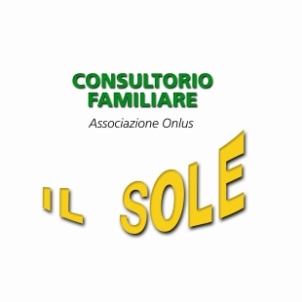 CONSULTORIO
FAMILIARE
Associazione Onlus
IL SOLE